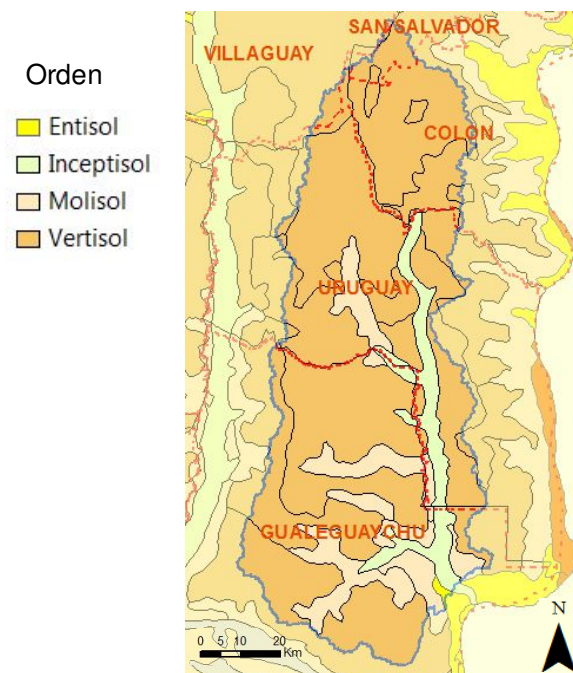 SAN SALVADOR
VILLAGUAY
Orden
Entisol
Inceptisol
Molisol
Vertisol
COLON
URUGUAY
GUALEGUAYCHU
0 5 10 20
Km
N